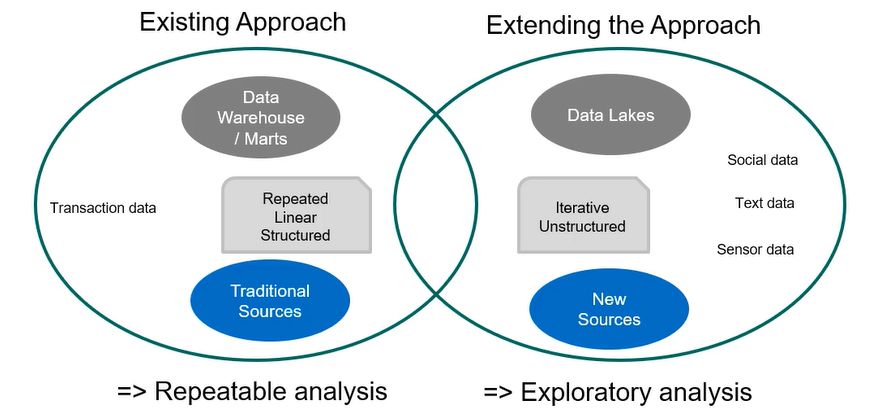 Existing Approach
Extending the Approach
Data
Warehouse
/ Marts
Data Lakes
Transaction data
Repeated
Linear
Structured
Iterative
Unstructured
Social data
Text data
Sensor data
Traditional
Sources
New
Sources
=> Repeatable analysis
=> Exploratory analysis